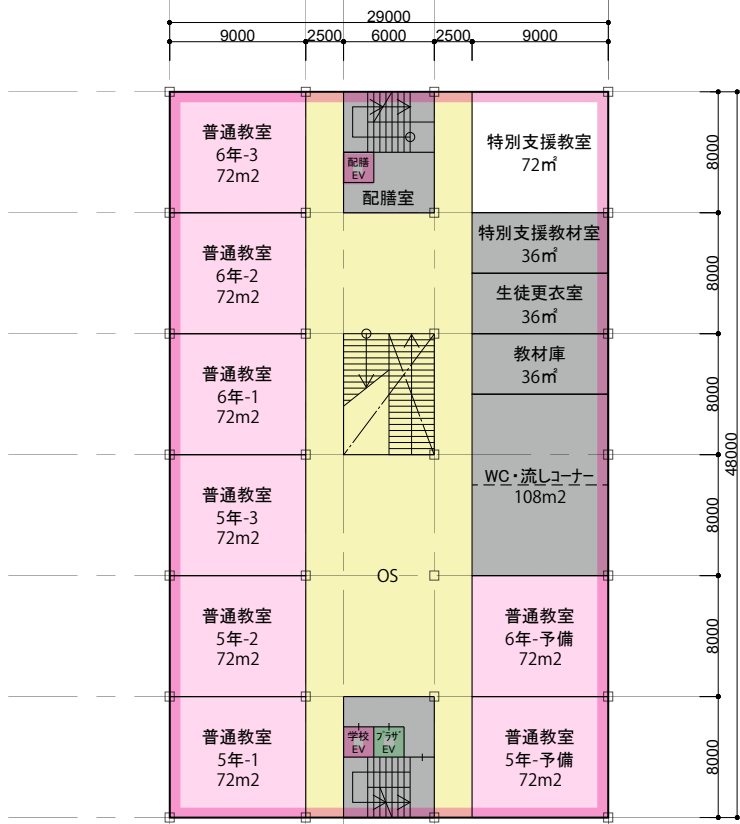 29000
9000
2500
6000
2500
9000
普通教室
6年-3
72m2
配膳
EV
配膳室
特別支援教室
72㎡
8000
普通教室
6年-2
72m2
特別支援教材室
36㎡
生徒更衣室
36㎡
8000
普通教室
6年-1
72m2
教材庫
36㎡
8000
48000
普通教室
5年-3
72m2
WC・流しコーナー
108m2
8000
OS
普通教室
5年-2
72m2
普通教室
6年-予備
72m2
8000
普通教室
5年-1
72m2
学校
EV
プラザ
EV
普通教室
5年-予備
72m2
8000